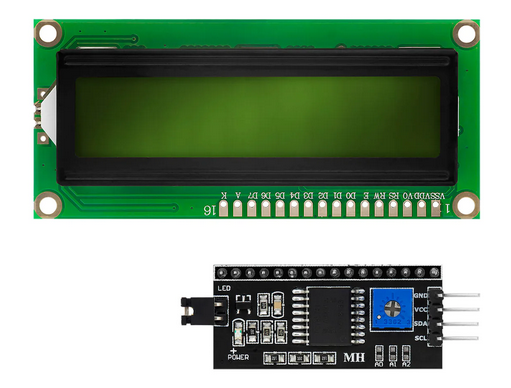 K A D7 D6 D5 D4 D3 D2 D1 D0 E RW RS V0 VDD VSS
16 1
LED
GND
VCC
SDA
SCL
+
POWER
MH
A0 A1 A2